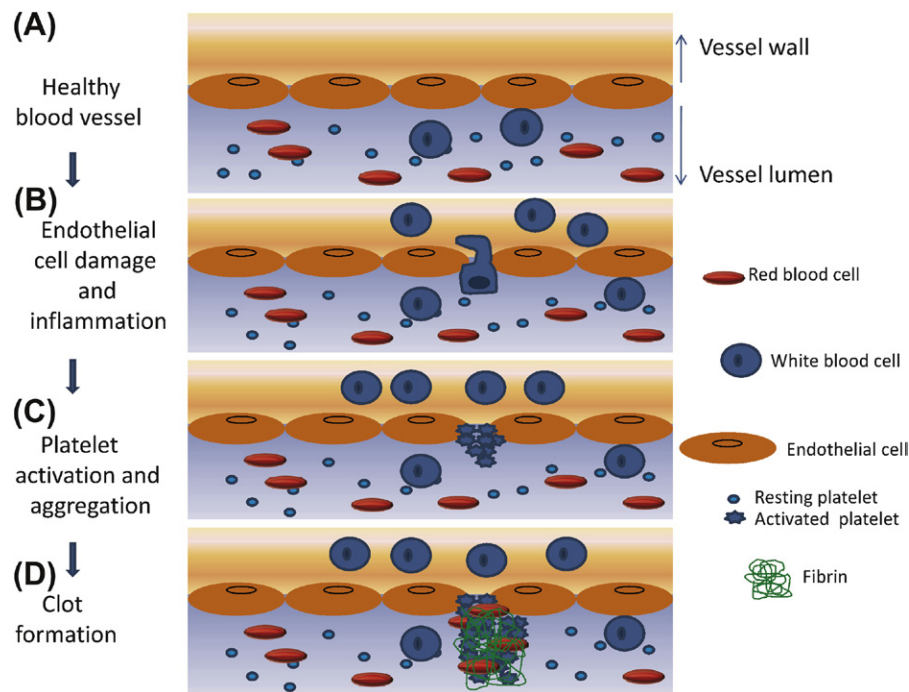 (A)
Healthy
blood vessel
Vessel wall
Vessel lumen
(B)
Endothelial
cell damage
and
inflammation
(C)
Platelet
activation and
aggregation
(D)
Clot
formation
Red blood cell
White blood cell
Endothelial cell
Resting platelet
Activated platelet
Fibrin